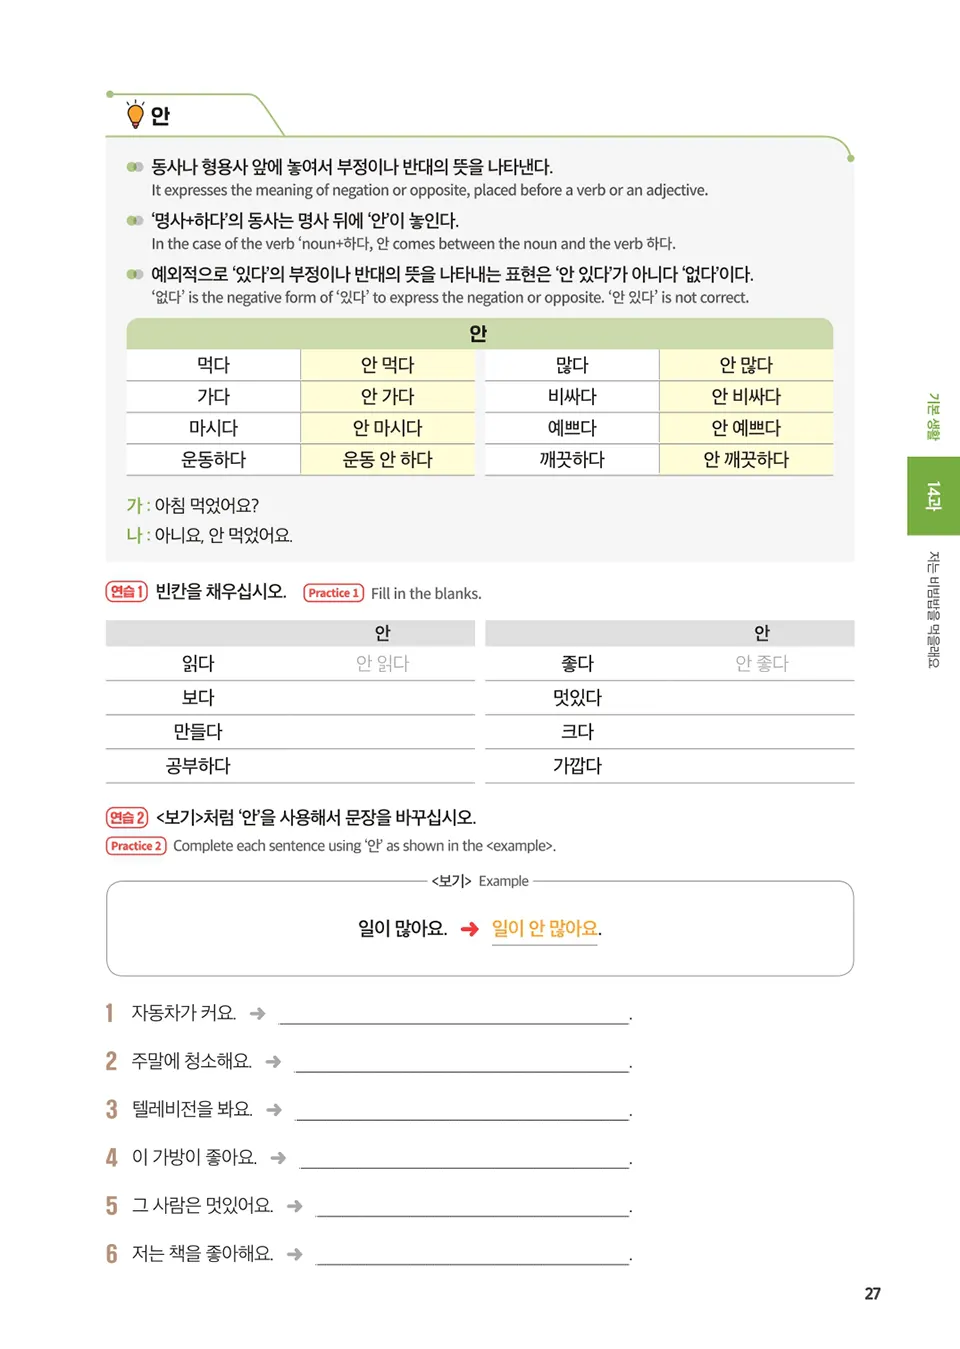 안
동사나 형용사 앞에 놓여서 부정이나 반대의 뜻을 나타낸다.
It expresses the meaning of negation or opposite, placed before a verb or an adjective.
‘명사+하다’의 동사는 명사 뒤에 ‘안’이 놓인다.
In the case of the verb ‘noun+하다, 안 comes between the noun and the verb 하다.
예외적으로 ‘있다’의 부정이나 반대의 뜻을 나타내는 표현은 ‘안 있다’가 아니다 ‘없다’이다.
‘없다’ is the negative form of ‘있다’ to express the negation or opposite. ‘안 있다’ is not correct.
안
먹다 안 먹다 많다 안 많다
가다 안 가다 비싸다 안 비싸다
마시다 안 마시다 예쁘다 안 예쁘다
운동하다 운동 안 하다 깨끗하다 안 깨끗하다
가 : 아침 먹었어요?
나 : 아니요, 안 먹었어요.
연습 1 빈칸을 채우십시오. Practice 1 Fill in the blanks.
안 안
읽다 안 읽다 좋다 안 좋다
보다 멋있다
만들다 크다
공부하다 가깝다
연습 2 <보기>처럼 ‘안’을 사용해서 문장을 바꾸십시오.
Practice 2 Complete each sentence using ‘안’ as shown in the <example>.
<보기> Example
일이 많아요. ➜ 일이 안 많아요.
1 자동차가 커요. ➜ .
2 주말에 청소해요. ➜ .
3 텔레비전을 봐요. ➜ .
4 이 가방이 좋아요. ➜ .
5 그 사람은 멋있어요. ➜ .
6 저는 책을 좋아해요. ➜ .
기본 생활
14과
저는 비빔밥을 먹을래요
27